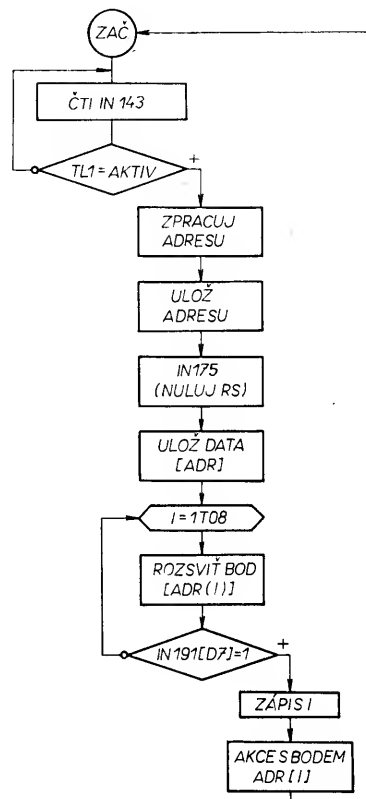 ZAČ
ČTI IN 143
TL1 = AKTIV
+
ZPRACUJ
ADRESU
ULOŽ
ADRESU
IN175
(NULUJ RS)
ULOŽ DATA
[ADR]
I = 1TO8
ROZSVIŤ BOD
[ADR(I)]
+
IN191[D7]=1
ZÁPIS I
AKCE S BODEM
ADR[I]